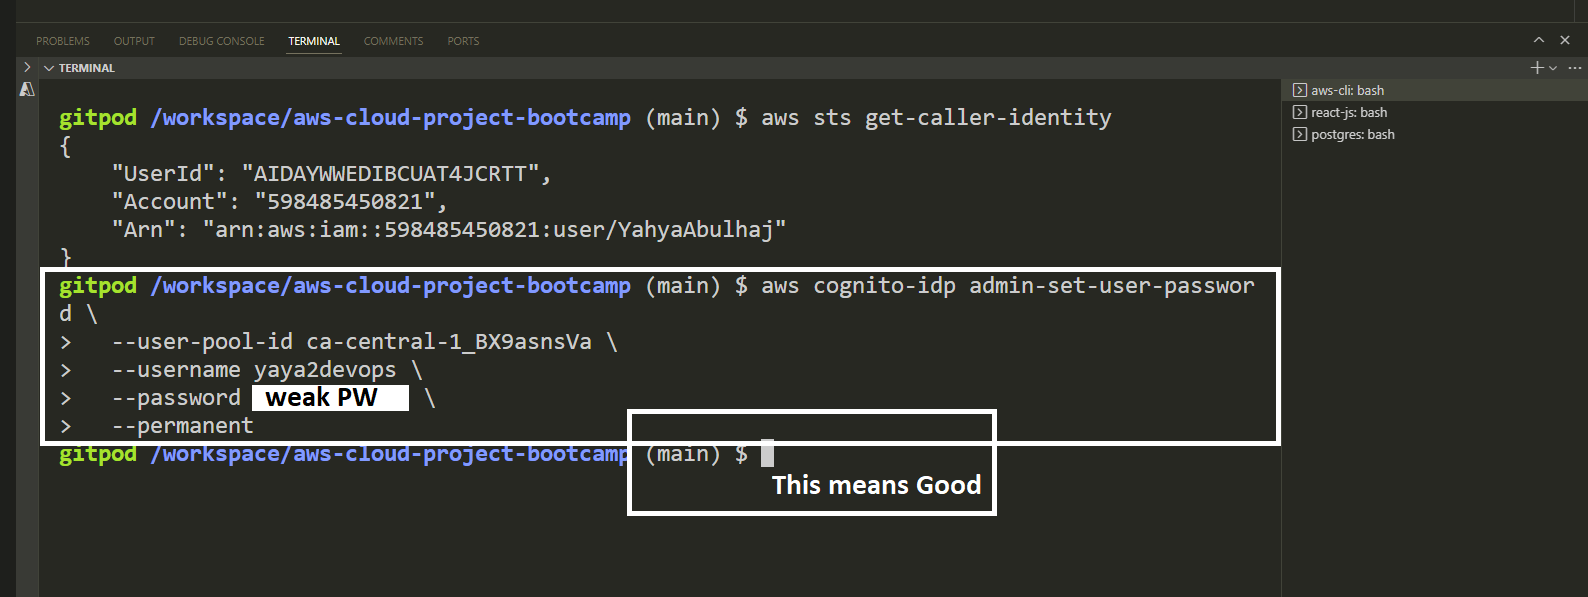 PROBLEMS OUTPUT DEBUG CONSOLE TERMINAL COMMENTS PORTS
TERMINAL
aws-cli: bash
react-js: bash
postgres: bash
gitpod /workspace/aws-cloud-project-bootcamp (main) $ aws sts get-caller-identity
{
"UserId": "AIDAYWWEDIBCUAT4JCRTT",
"Account": "598485450821",
"Arn": "arn:aws:iam::598485450821:user/YahyaAbulhaj"
}
gitpod /workspace/aws-cloud-project-bootcamp (main) $ aws cognito-idp admin-set-user-passwor
d \
> --user-pool-id ca-central-1_BX9asnsVa \
> --username yaya2devops \
> --password weak PW \
> --permanent
gitpod /workspace/aws-cloud-project-bootcamp (main) $
This means Good